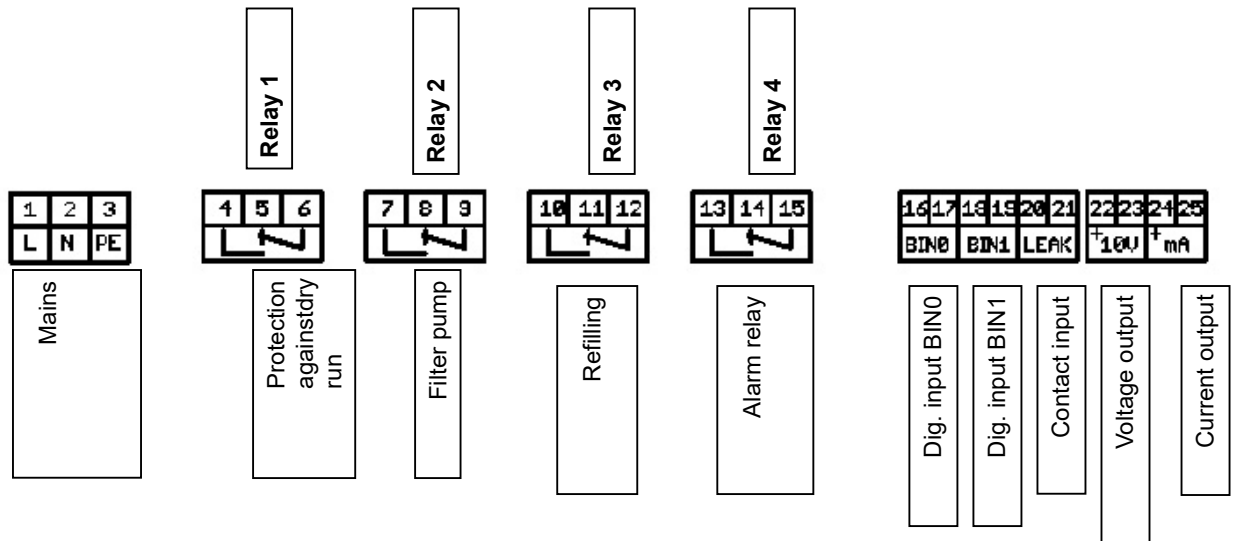 Relay 1
Relay 2
Relay 3
Relay 4
1 2 3
L N PE
4 5 6
7 8 9
10 11 12
13 14 15
16 17 18 19 20 21
BIN0 BIN1 LEAK
22 23 24 25
+10V +mA
Mains
Protection
againstdry
run
Filter pump
Refilling
Alarm relay
Dig. input BIN0
Dig. input BIN1
Contact input
Voltage output
Current output